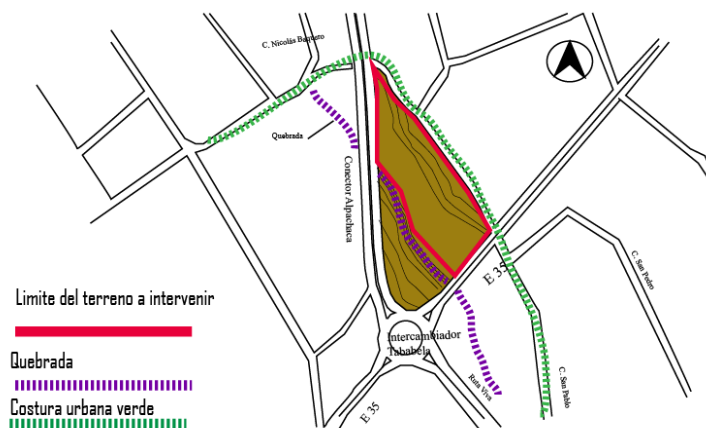 C. Nicolás Baquero
Quebrada
Conector Alpachaca
E 35
C. San Pedro
Intercambiador
Tababela
Ruta Viva
C. San Pablo
E 35
Limite del terreno a intervenir
Quebrada
Costura urbana verde